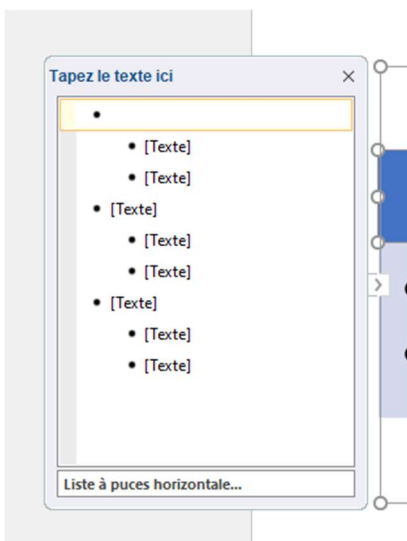 Tapez le texte ici
•
• [Texte]
• [Texte]
• [Texte]
• [Texte]
• [Texte]
• [Texte]
• [Texte]
• [Texte]
Liste à puces horizontale...